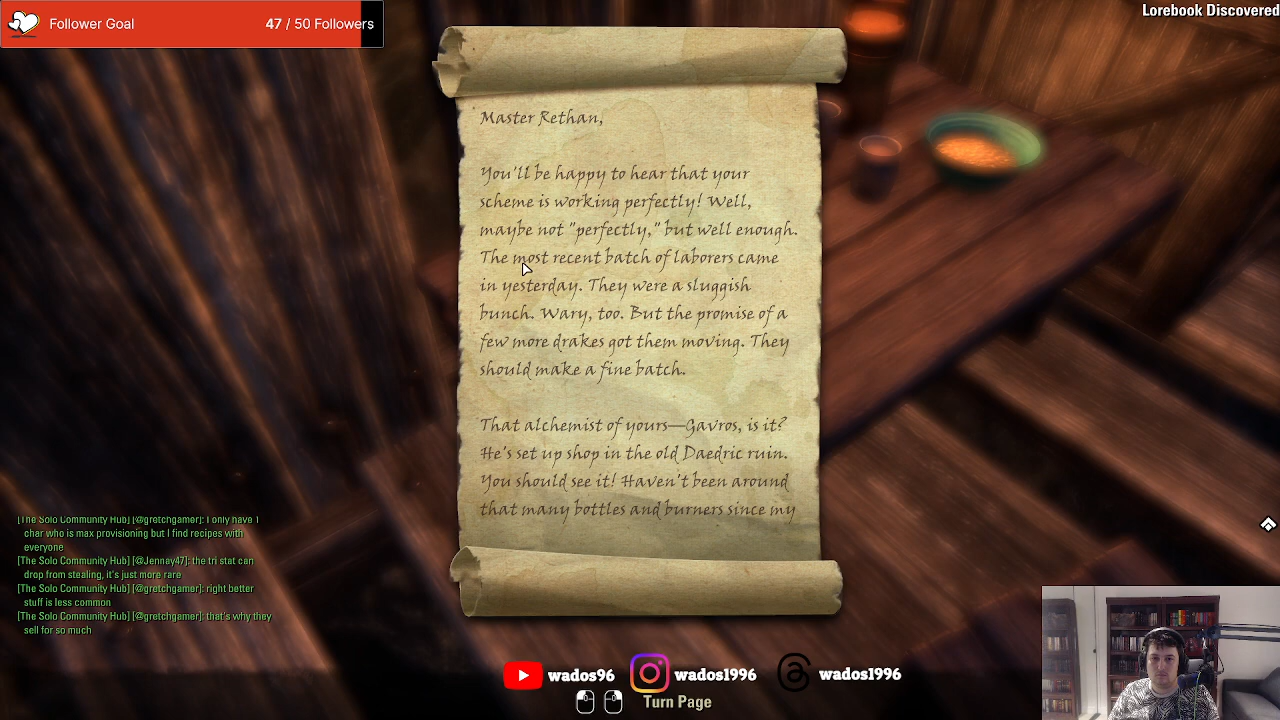 Follower Goal
47 / 50 Followers
Lorebook Discovered
Master Rethan,
You'll be happy to hear that your
scheme is working perfectly! Well,
maybe not "perfectly," but well enough.
The most recent batch of laborers came
in yesterday. They were a sluggish
bunch. Wary, too. But the promise of a
few more drakes got them moving. They
should make a fine batch.
That alchemist of yours—Gavros, is it?
He's set up shop in the old Daedric ruin.
You should see it! Haven't been around
that many bottles and burners since my
[The Solo Community Hub] [@gretchgamer]: I only have 1
char who is max provisioning but I find recipes with
everyone
[The Solo Community Hub] [@Jennay47]: the tri stat can
drop from stealing, it's just more rare
[The Solo Community Hub] [@gretchgamer]: right better
stuff is less common
[The Solo Community Hub] [@gretchgamer]: that's why they
sell for so much
wados96
wados1996
wados1996
Turn Page